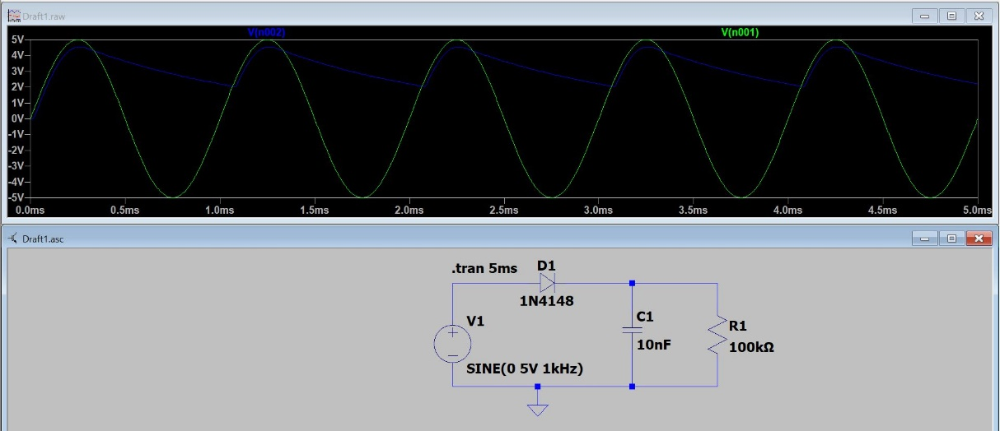 Draft1.raw
V(n002) V(n001)
5V
4V
3V
2V
1V
0V
-1V
-2V
-3V
-4V
-5V
0.0ms 0.5ms 1.0ms 1.5ms 2.0ms 2.5ms 3.0ms 3.5ms 4.0ms 4.5ms 5.0ms
Draft1.asc
.tran 5ms
D1
1N4148
V1
SINE(0 5V 1kHz)
C1
10nF
R1
100kΩ